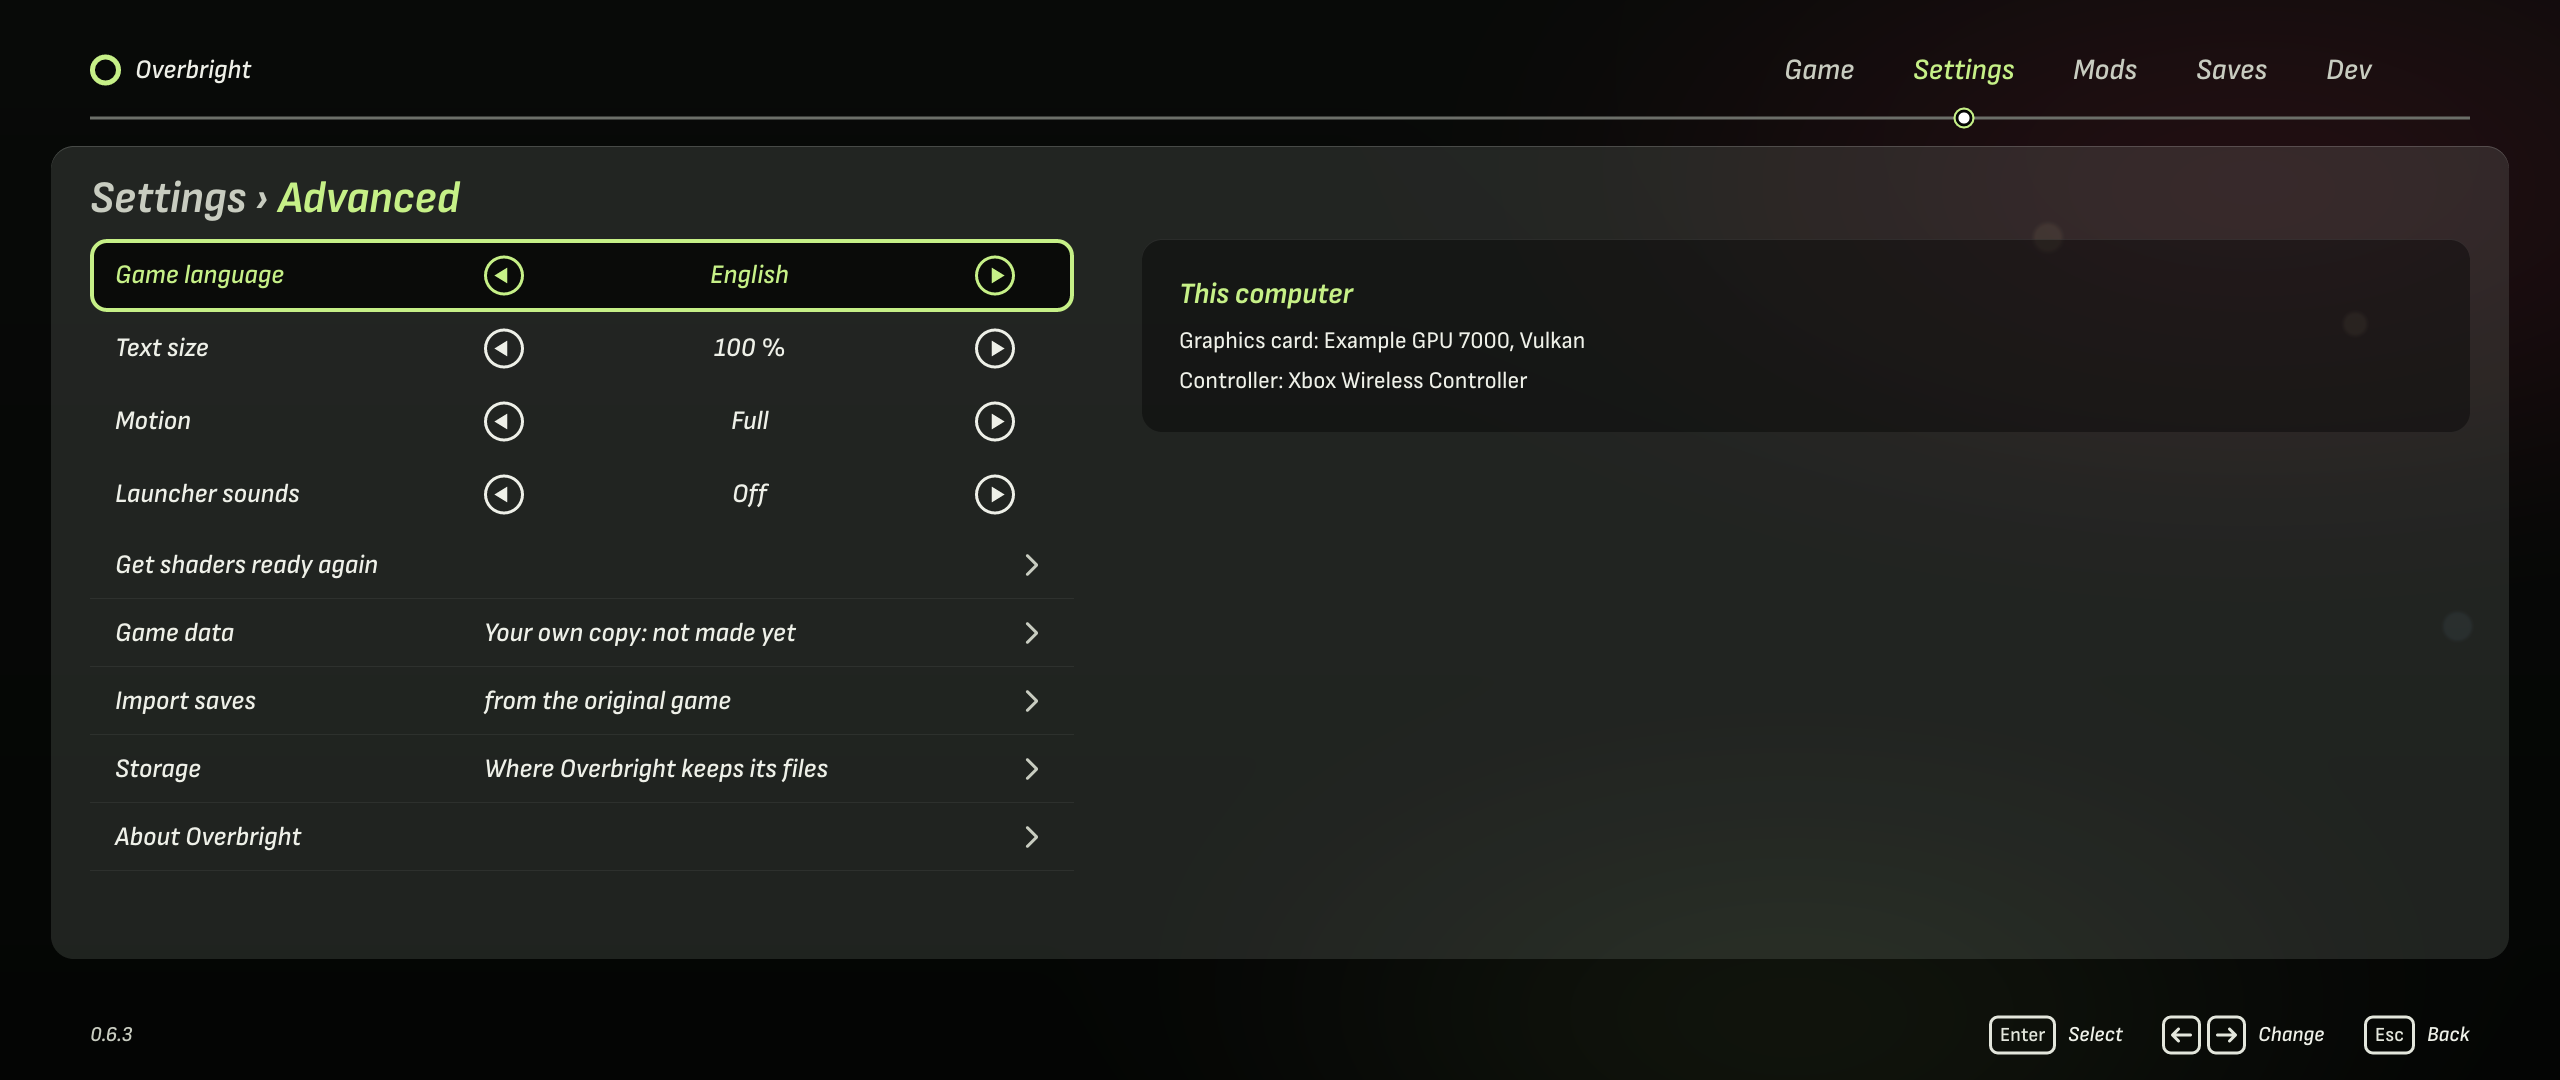 Overbright
Game Settings Mods Saves Dev
Settings › Advanced
Game language English
Text size 100 %
Motion Full
Launcher sounds Off
Get shaders ready again
Game data Your own copy: not made yet
Import saves from the original game
Storage Where Overbright keeps its files
About Overbright
This computer
Graphics card: Example GPU 7000, Vulkan
Controller: Xbox Wireless Controller
0.6.3
Enter Select ← → Change Esc Back